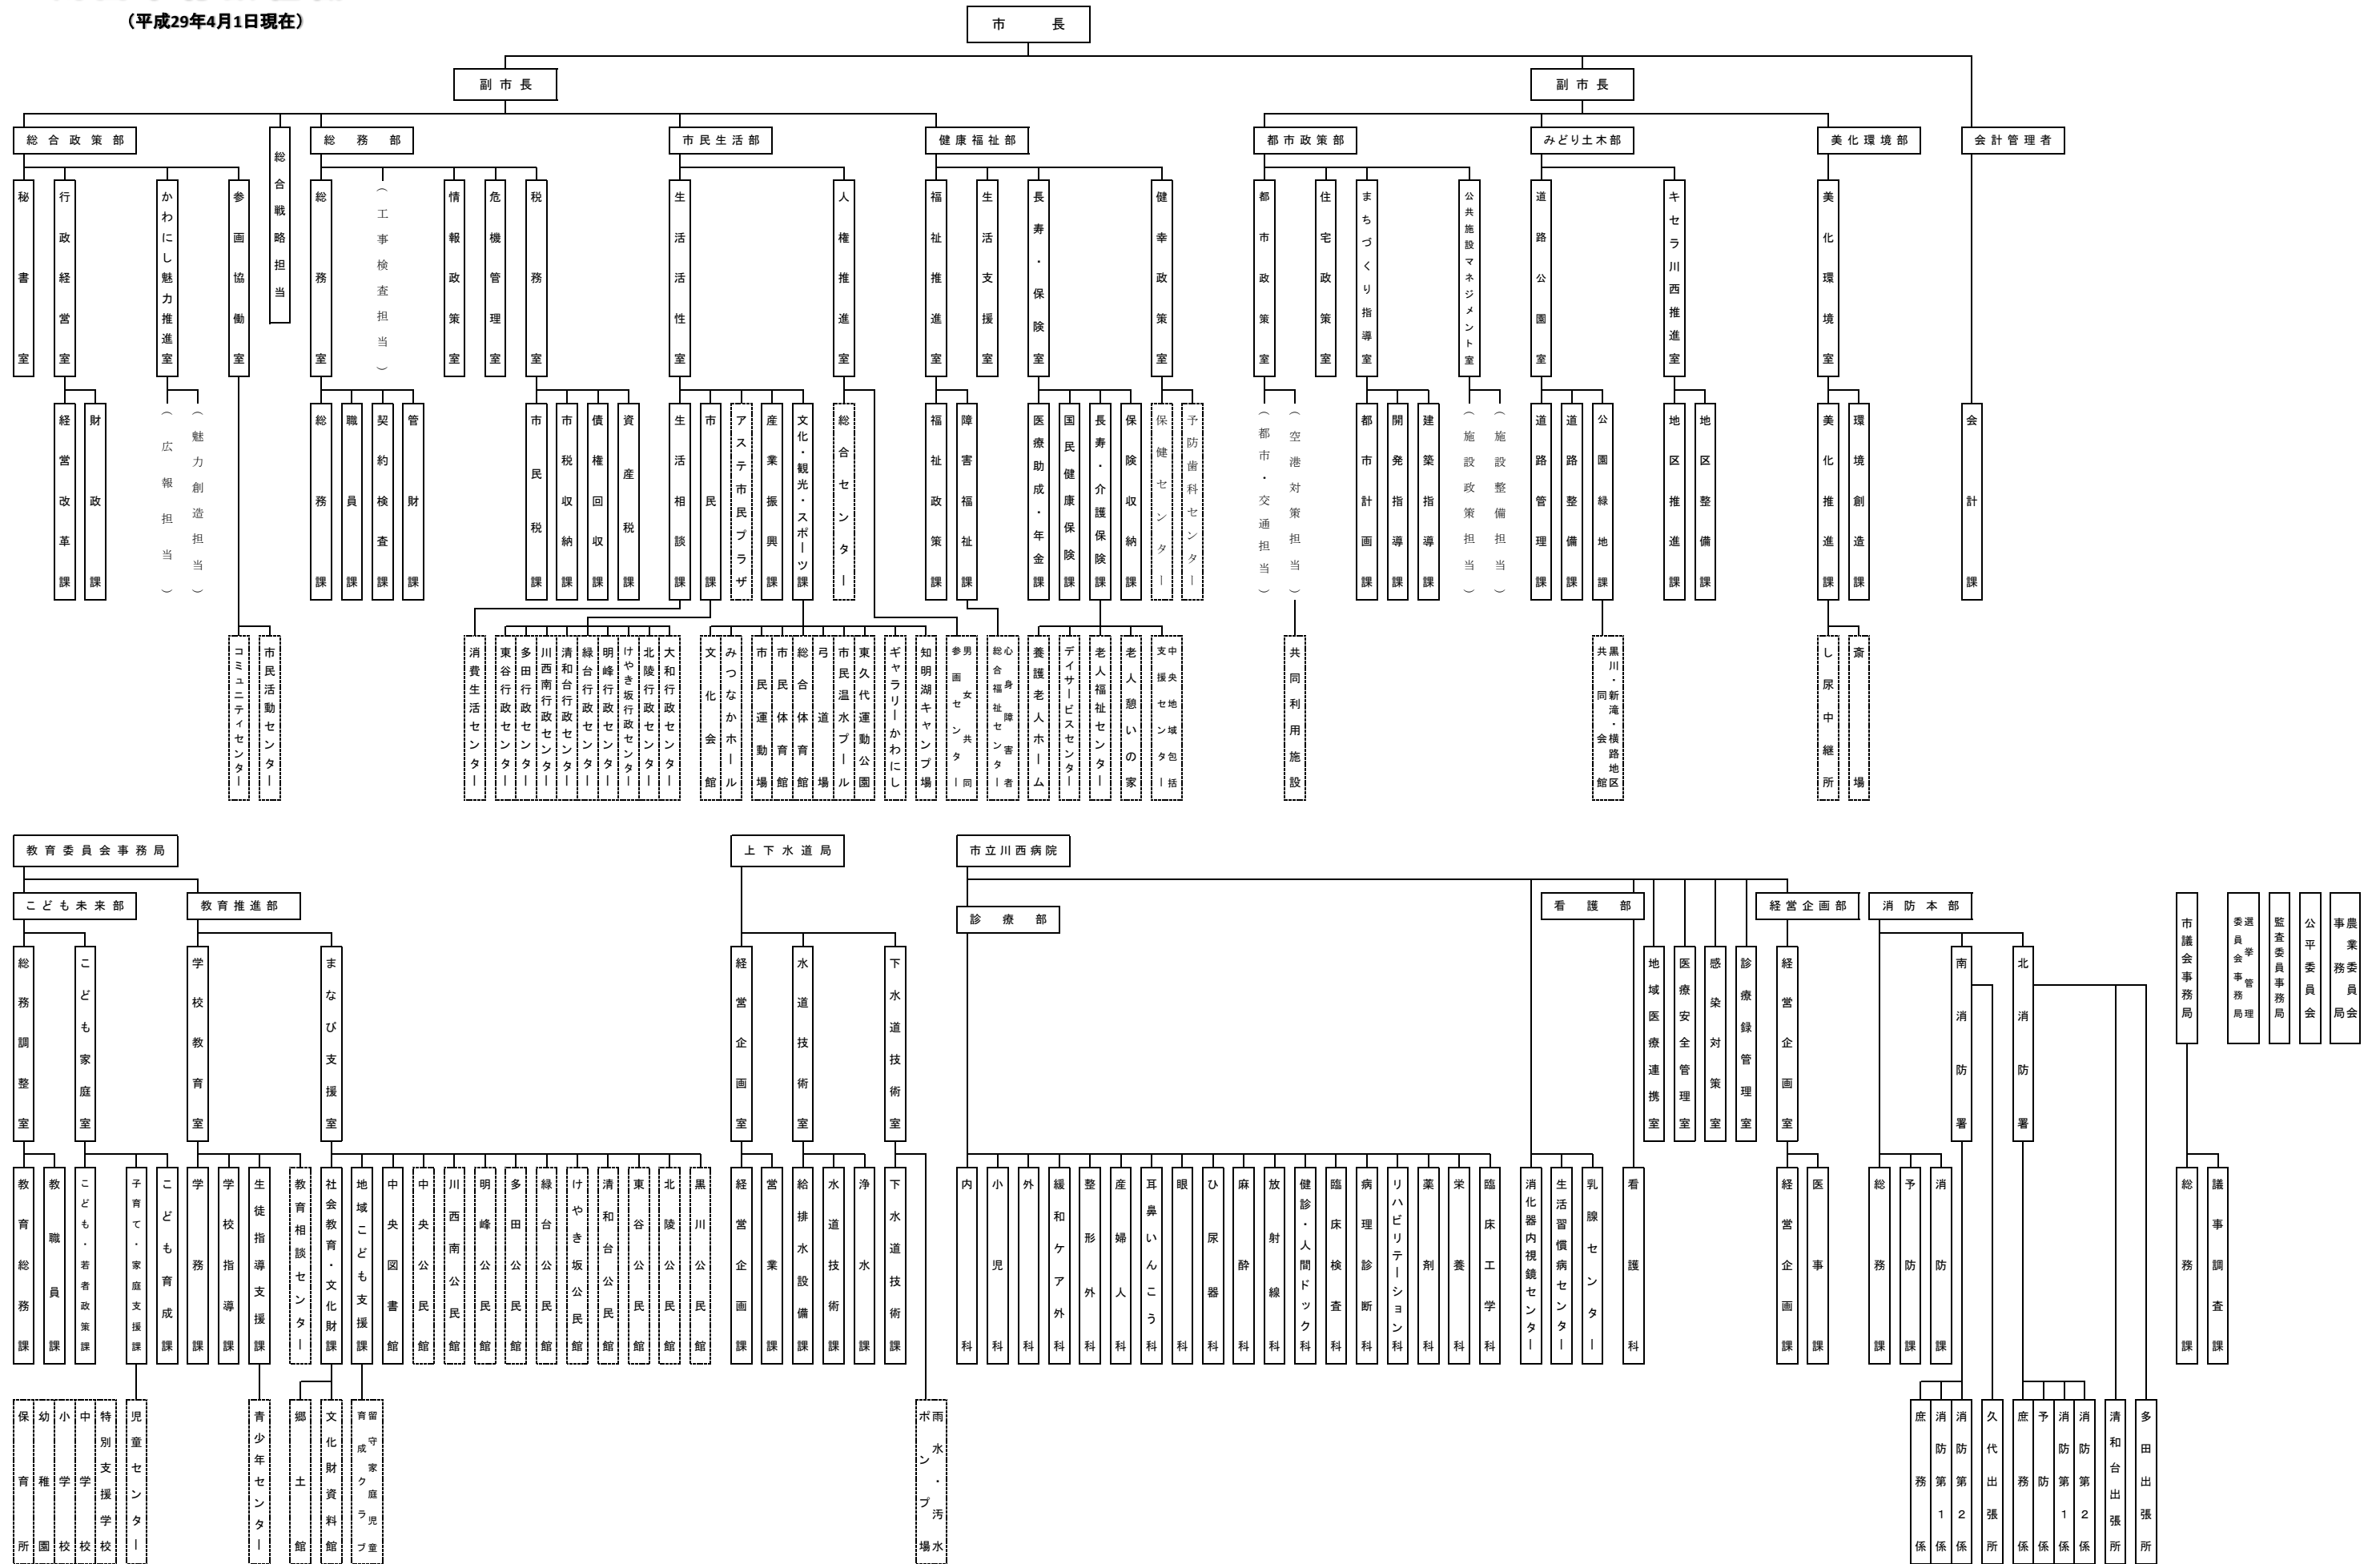 （平成29年4月1日現在）
市長
副市長
副市長
総合政策部
総合戦略担当
総務部
市民生活部
健康福祉部
都市政策部
みどり土木部
美化環境部
会計管理者
秘書室
行政経営室
かわにし魅力推進室
参画協働室
総務室
（工事検査担当）
情報政策室
危機管理室
税務室
生活活性室
人権推進室
福祉推進室
生活支援室
長寿・保険室
健幸政策室
都市政策室
住宅政策室
まちづくり指導室
公共施設マネジメント室
道路公園室
キセラ川西推進室
美化環境室
経営改革課
財政課
（広報担当）
（魅力創造担当）
総務課
職員課
契約検査課
管財課
市民税課
市税収納課
債権回収課
資産税課
生活相談課
市民課
アステ市民プラザ
産業振興課
文化・観光・スポーツ課
総合センター
福祉政策課
障害福祉課
医療助成・年金課
国民健康保険課
長寿・介護保険課
保険収納課
保健センター
予防歯科センター
（都市・交通担当）
（空港対策担当）
都市計画課
開発指導課
建築指導課
（施設政策担当）
（施設整備担当）
道路管理課
道路整備課
公園緑地課
地区推進課
地区整備課
美化推進課
環境創造課
会計課
コミュニティセンター
市民活動センター
消費生活センター
東谷行政センター
多田行政センター
川西南行政センター
清和台行政センター
緑台行政センター
明峰行政センター
けやき坂行政センター
北陵行政センター
大和行政センター
文化会館
みつなかホール
市民運動場
市民体育館
総合体育館
弓道場
市民温水プール
東久代運動公園
ギャラリーかわにし
知明湖キャンプ場
男女共同
参画センター
心身障害者
総合福祉センター
養護老人ホーム
デイサービスセンター
老人福祉センター
老人憩いの家
中央地域包括
支援センター
共同利用施設
黒川・新滝・横路地区
共同会館
し尿中継所
斎場
教育委員会事務局
上下水道局
市立川西病院
こども未来部
教育推進部
診療部
看護部
経営企画部
消防本部
市議会事務局
選挙管理
委員会事務局
監査委員事務局
公平委員会
農業委員会
事務局
総務調整室
こども家庭室
学校教育室
まなび支援室
経営企画室
水道技術室
下水道技術室
地域医療連携室
医療安全管理室
感染対策室
診療録管理室
経営企画室
南消防署
北消防署
教育総務課
教職員課
こども・若者政策課
子育て・家庭支援課
こども育成課
学務課
学校指導課
生徒指導支援課
教育相談センター
社会教育・文化財課
地域こども支援課
中央図書館
中央公民館
川西南公民館
明峰公民館
多田公民館
緑台公民館
けやき坂公民館
清和台公民館
東谷公民館
北陵公民館
黒川公民館
経営企画課
営業課
給排水設備課
水道技術課
浄水課
下水道技術課
内科
小児科
外科
緩和ケア外科
整形外科
産婦人科
耳鼻いんこう科
眼科
ひ尿器科
麻酔科
放射線科
健診・人間ドック科
臨床検査科
病理診断科
リハビリテーション科
薬剤科
栄養科
臨床工学科
消化器内視鏡センター
生活習慣病センター
乳腺センター
看護科
経営企画課
医事課
総務課
予防課
消防課
総務課
議事調査課
保育所
幼稚園
小学校
中学校
特別支援学校
児童センター
青少年センター
郷土館
文化財資料館
留守家庭児童
育成クラブ
雨水・汚水
ポンプ場
庶務係
消防第1係
消防第2係
久代出張所
庶務係
予防係
消防第1係
消防第2係
清和台出張所
多田出張所